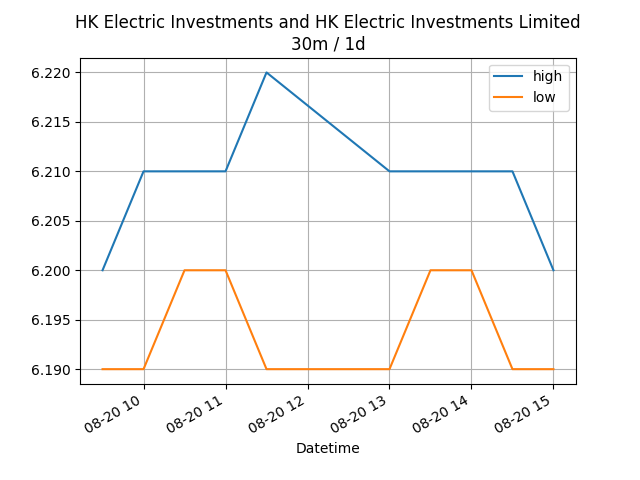 HK Electric Investments and HK Electric Investments Limited
30m / 1d
high
low
6.220
6.215
6.210
6.205
6.200
6.195
6.190
08-20 10
08-20 11
08-20 12
08-20 13
08-20 14
08-20 15
Datetime